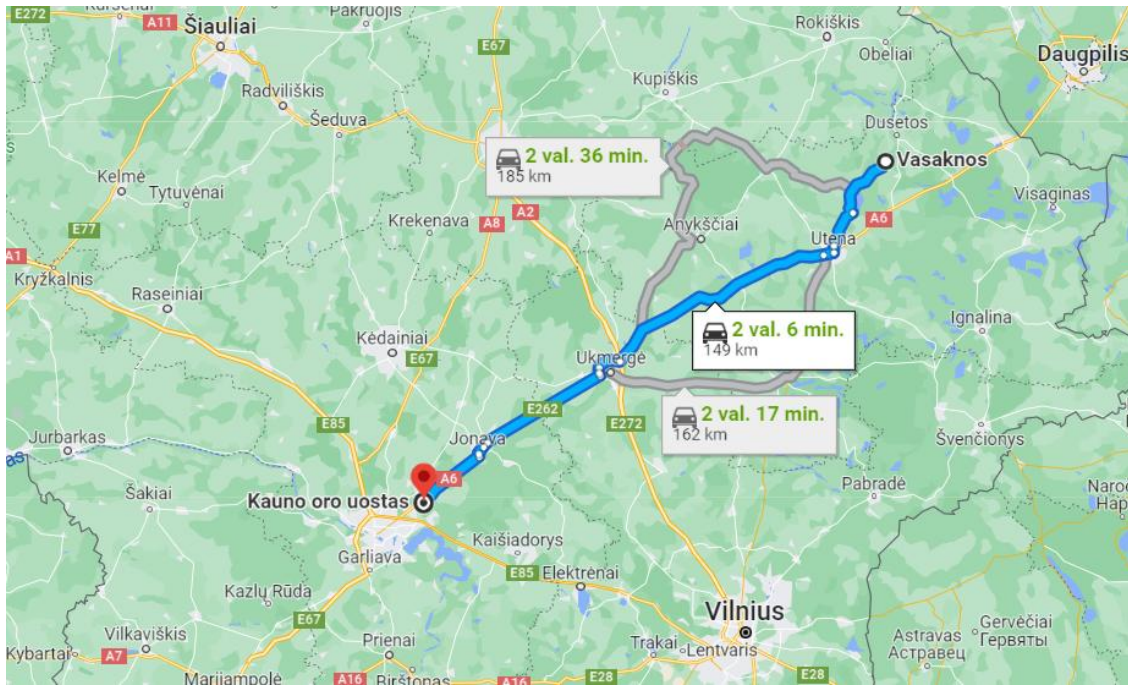 E272
Kuršėnai
A11
Šiauliai
Pakruojis
E67
Rokiškis
Obeliai
Daugpilis
Kupiškis
Radviliškis
Šeduva
Dusetos
2 val. 36 min.
185 km
Vasaknos
Kelmė
Tytuvėnai
Visaginas
Krekenava
A8
A2
Anykščiai
A6
E77
Utena
A1
Kryžkalnis
Raseiniai
2 val. 6 min.
149 km
Ignalina
Kėdainiai
E67
Ukmergė
E262
2 val. 17 min.
162 km
E272
E85
Jurbarkas
Jonava
Švenčionys
A6
Šakiai
Kauno oro uostas
Pabradė
Kaišiadorys
Garliava
E85
Elektrėnai
Kazlų Rūda
E67
Vilnius
Vilkaviškis
Prienai
Trakai
Lentvaris
Gervėčiai
Гервяты
Astravas
Астравец
Kybartai
A7
Marijampolė
A16
Birštonas
A16
E28
E28